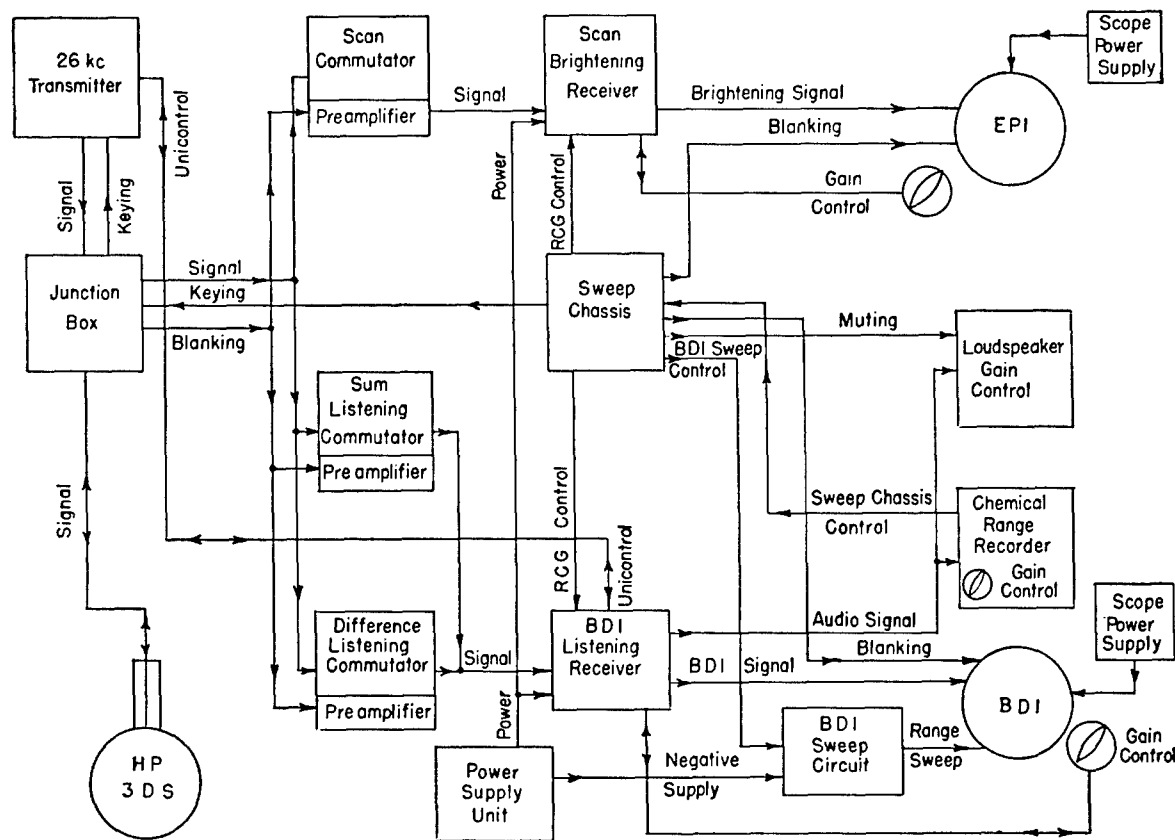 26 kc
Transmitter
Scan
Commutator
Preamplifier
Scan
Brightening
Receiver
Scope
Power
Supply
EPI
Signal
Brightening Signal
Blanking
Unicontrol
Power
RCG Control
Gain
Control
Signal
Keying
Junction
Box
Signal
Keying
Blanking
Sweep
Chassis
Muting
BDI Sweep
Control
Loudspeaker
Gain
Control
Sum
Listening
Commutator
Preamplifier
Signal
RCG Control
Unicontrol
Sweep Chassis
Control
Chemical
Range
Recorder
Gain
Control
Difference
Listening
Commutator
Preamplifier
Signal
BDI
Listening
Receiver
Audio Signal
Blanking
BDI Signal
Scope
Power
Supply
BDI
HP
3DS
Power
Power
Supply
Unit
Negative
Supply
BDI
Sweep
Circuit
Range
Sweep
Gain
Control